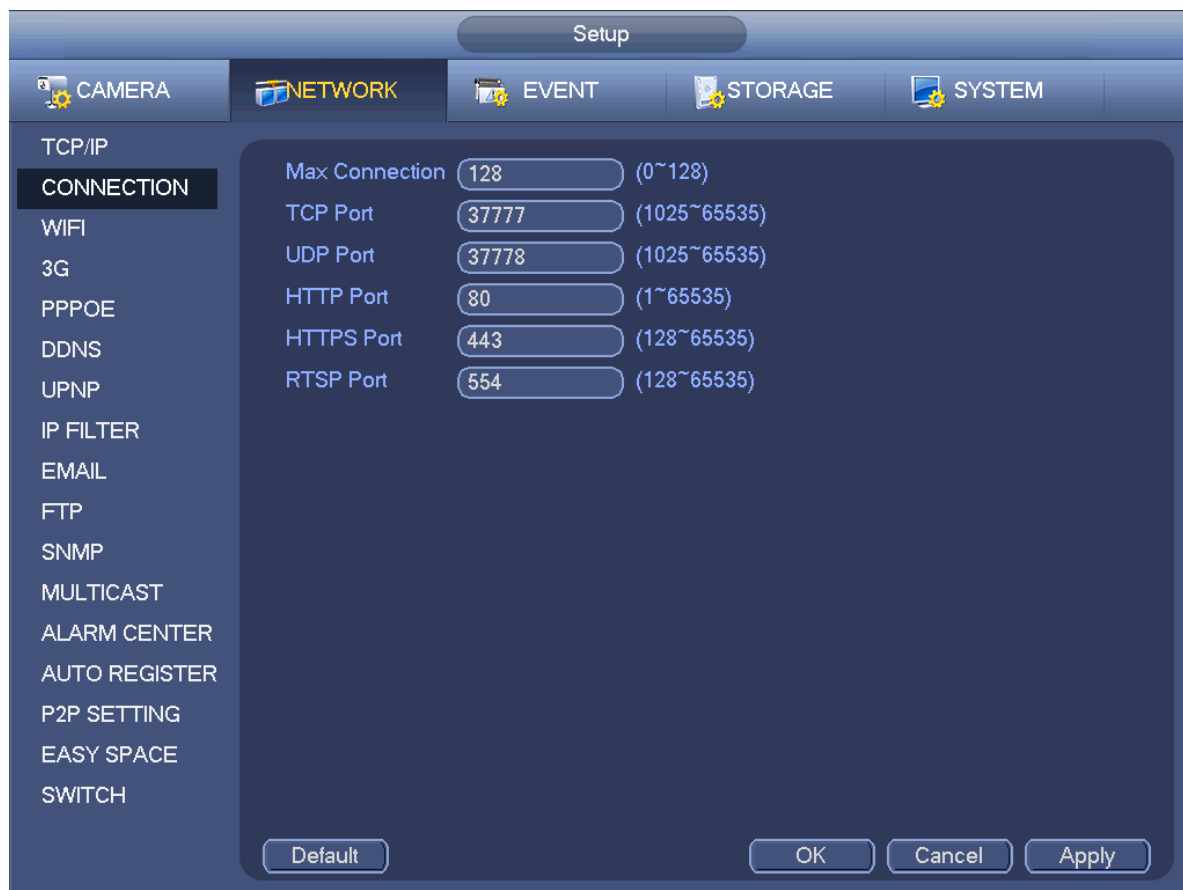 Setup
CAMERA NETWORK EVENT STORAGE SYSTEM
TCP/IP
CONNECTION
WIFI
3G
PPPOE
DDNS
UPNP
IP FILTER
EMAIL
FTP
SNMP
MULTICAST
ALARM CENTER
AUTO REGISTER
P2P SETTING
EASY SPACE
SWITCH
Max Connection 128 (0~128)
TCP Port 37777 (1025~65535)
UDP Port 37778 (1025~65535)
HTTP Port 80 (1~65535)
HTTPS Port 443 (128~65535)
RTSP Port 554 (128~65535)
Default OK Cancel Apply